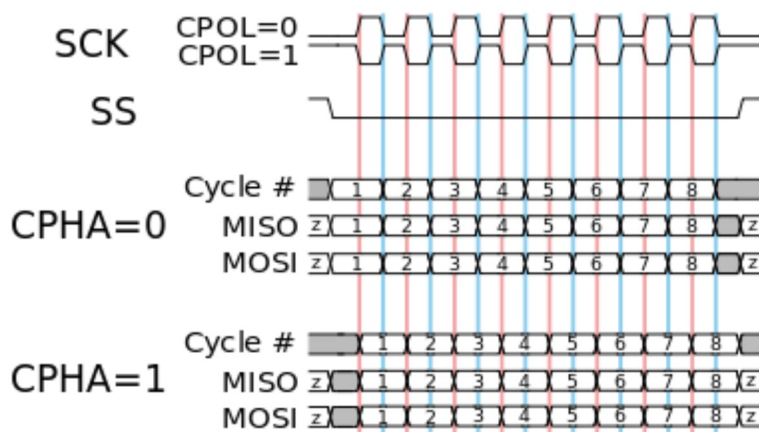 SCK CPOL=0
CPOL=1
SS
CPHA=0
Cycle # 1 2 3 4 5 6 7 8
MISO z 1 2 3 4 5 6 7 8 z
MOSI z 1 2 3 4 5 6 7 8 z
CPHA=1
Cycle # 1 2 3 4 5 6 7 8
MISO z 1 2 3 4 5 6 7 8 z
MOSI z 1 2 3 4 5 6 7 8 z